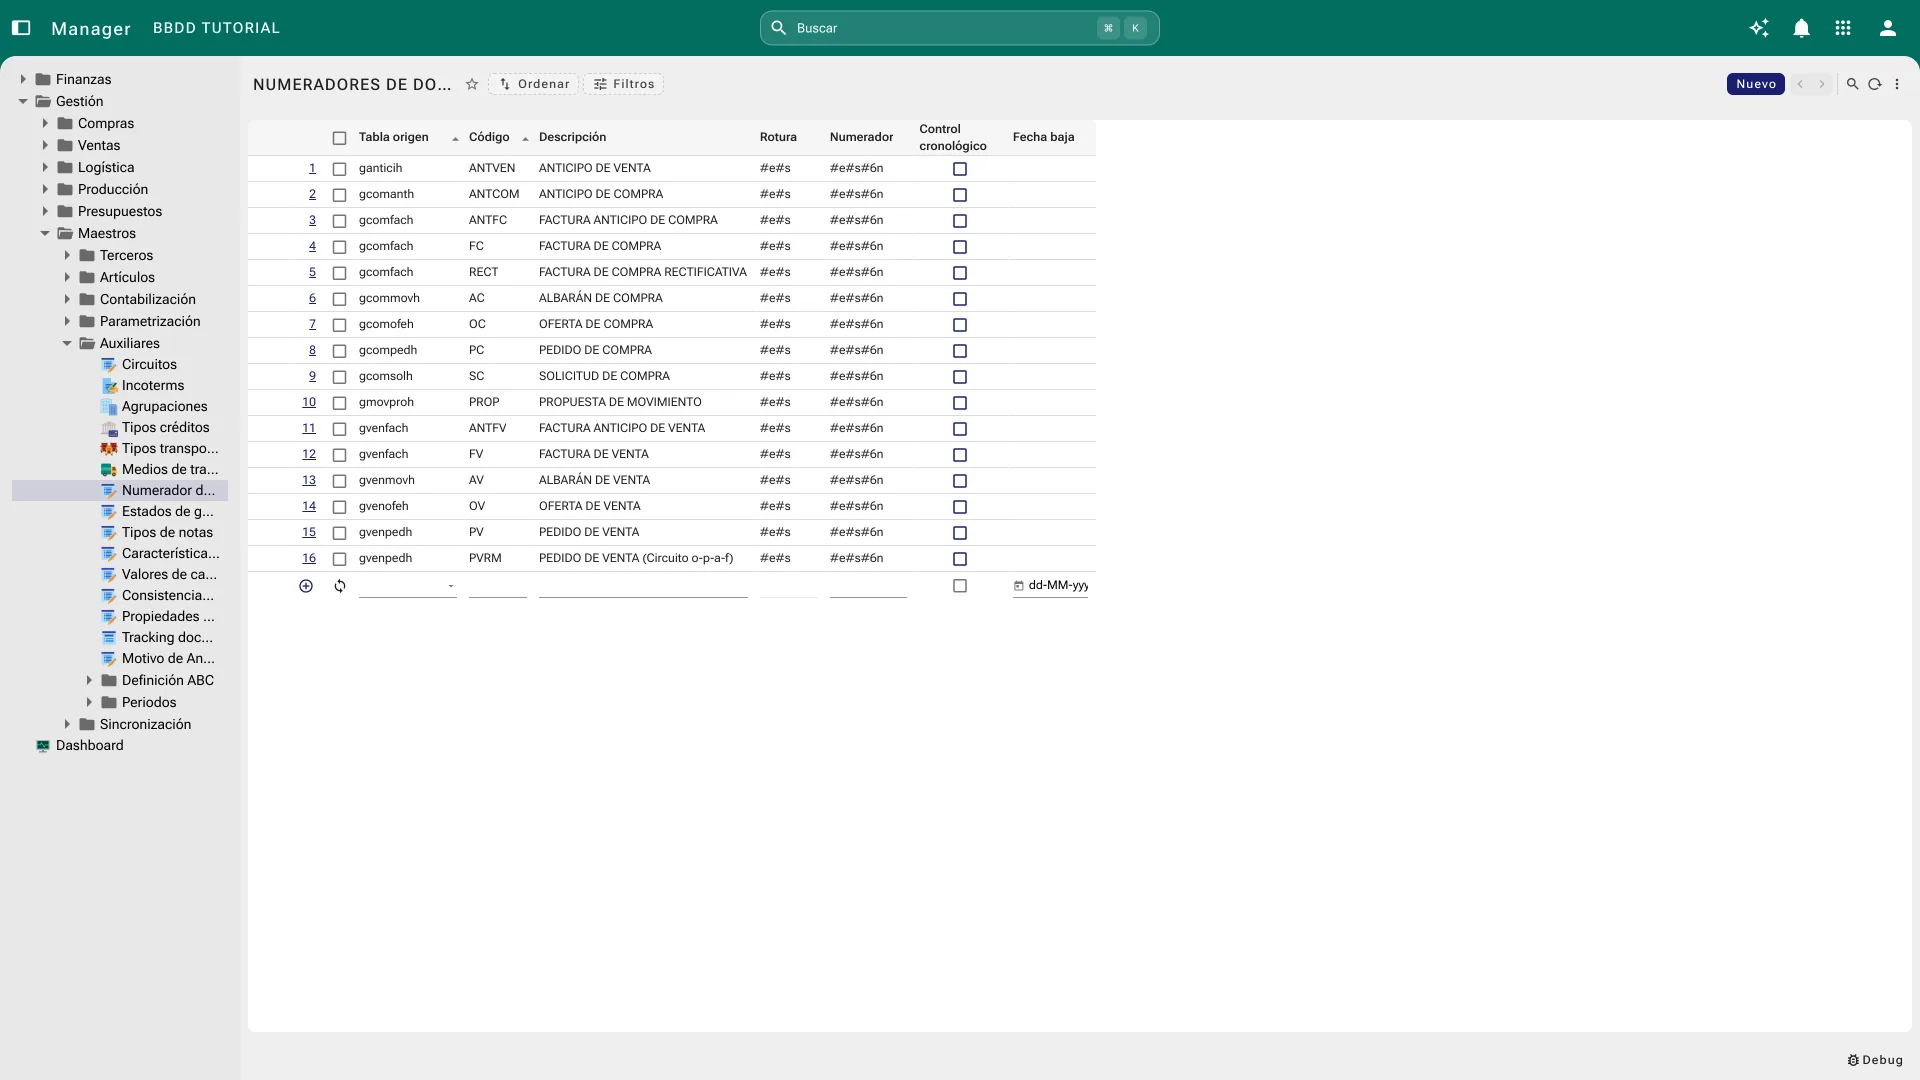 Manager
BBDD TUTORIAL
Buscar
⌘ K
Finanzas
Gestión
Compras
Ventas
Logística
Producción
Presupuestos
Maestros
Terceros
Artículos
Contabilización
Parametrización
Auxiliares
Circuitos
Incoterms
Agrupaciones
Tipos créditos
Tipos transpo...
Medios de tra...
Numerador d...
Estados de g...
Tipos de notas
Característica...
Valores de ca...
Consistencia...
Propiedades ...
Tracking doc...
Motivo de An...
Definición ABC
Periodos
Sincronización
Dashboard
NUMERADORES DE DO...
Ordenar
Filtros
Nuevo
Tabla origen Código Descripción Rotura Numerador Control cronológico Fecha baja
1 ganticih ANTVEN ANTICIPO DE VENTA #e#s #e#s#6n
2 gcomanth ANTCOM ANTICIPO DE COMPRA #e#s #e#s#6n
3 gcomfach ANTFC FACTURA ANTICIPO DE COMPRA #e#s #e#s#6n
4 gcomfach FC FACTURA DE COMPRA #e#s #e#s#6n
5 gcomfach RECT FACTURA DE COMPRA RECTIFICATIVA #e#s #e#s#6n
6 gcommovh AC ALBARÁN DE COMPRA #e#s #e#s#6n
7 gcomofeh OC OFERTA DE COMPRA #e#s #e#s#6n
8 gcompedh PC PEDIDO DE COMPRA #e#s #e#s#6n
9 gcomsolh SC SOLICITUD DE COMPRA #e#s #e#s#6n
10 gmovproh PROP PROPUESTA DE MOVIMIENTO #e#s #e#s#6n
11 gvenfach ANTFV FACTURA ANTICIPO DE VENTA #e#s #e#s#6n
12 gvenfach FV FACTURA DE VENTA #e#s #e#s#6n
13 gvenmovh AV ALBARÁN DE VENTA #e#s #e#s#6n
14 gvenofeh OV OFERTA DE VENTA #e#s #e#s#6n
15 gvenpedh PV PEDIDO DE VENTA #e#s #e#s#6n
16 gvenpedh PVRM PEDIDO DE VENTA (Circuito o-p-a-f) #e#s #e#s#6n
dd-MM-yyy
Debug